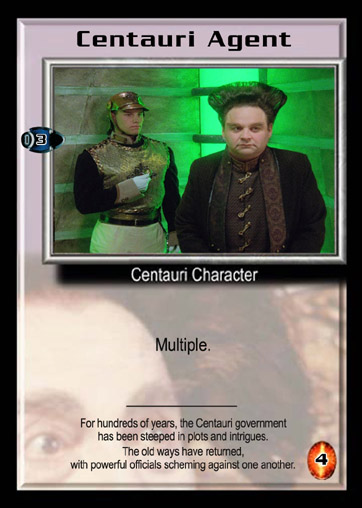 Centauri Agent
3
Centauri Character
Multiple.
For hundreds of years, the Centauri government
has been steeped in plots and intrigues.
The old ways have returned,
with powerful officials scheming against one another.
4